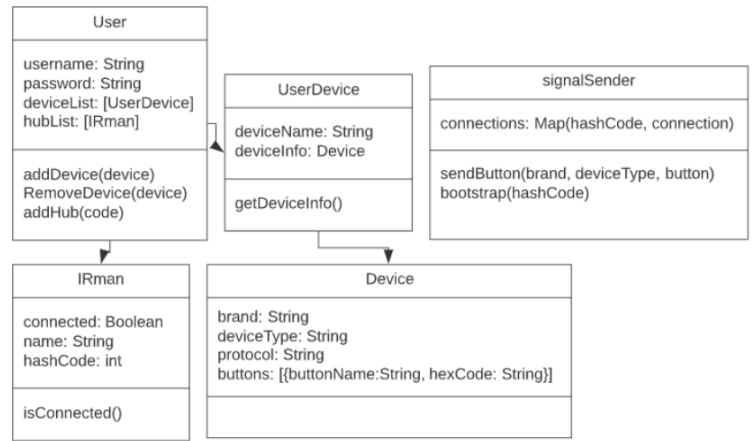 User
username: String
password: String
deviceList: [UserDevice]
hubList: [IRman]
addDevice(device)
RemoveDevice(device)
addHub(code)
UserDevice
deviceName: String
deviceInfo: Device
getDeviceInfo()
signalSender
connections: Map(hashCode, connection)
sendButton(brand, deviceType, button)
bootstrap(hashCode)
IRman
connected: Boolean
name: String
hashCode: int
isConnected()
Device
brand: String
deviceType: String
protocol: String
buttons: [{buttonName:String, hexCode: String}]